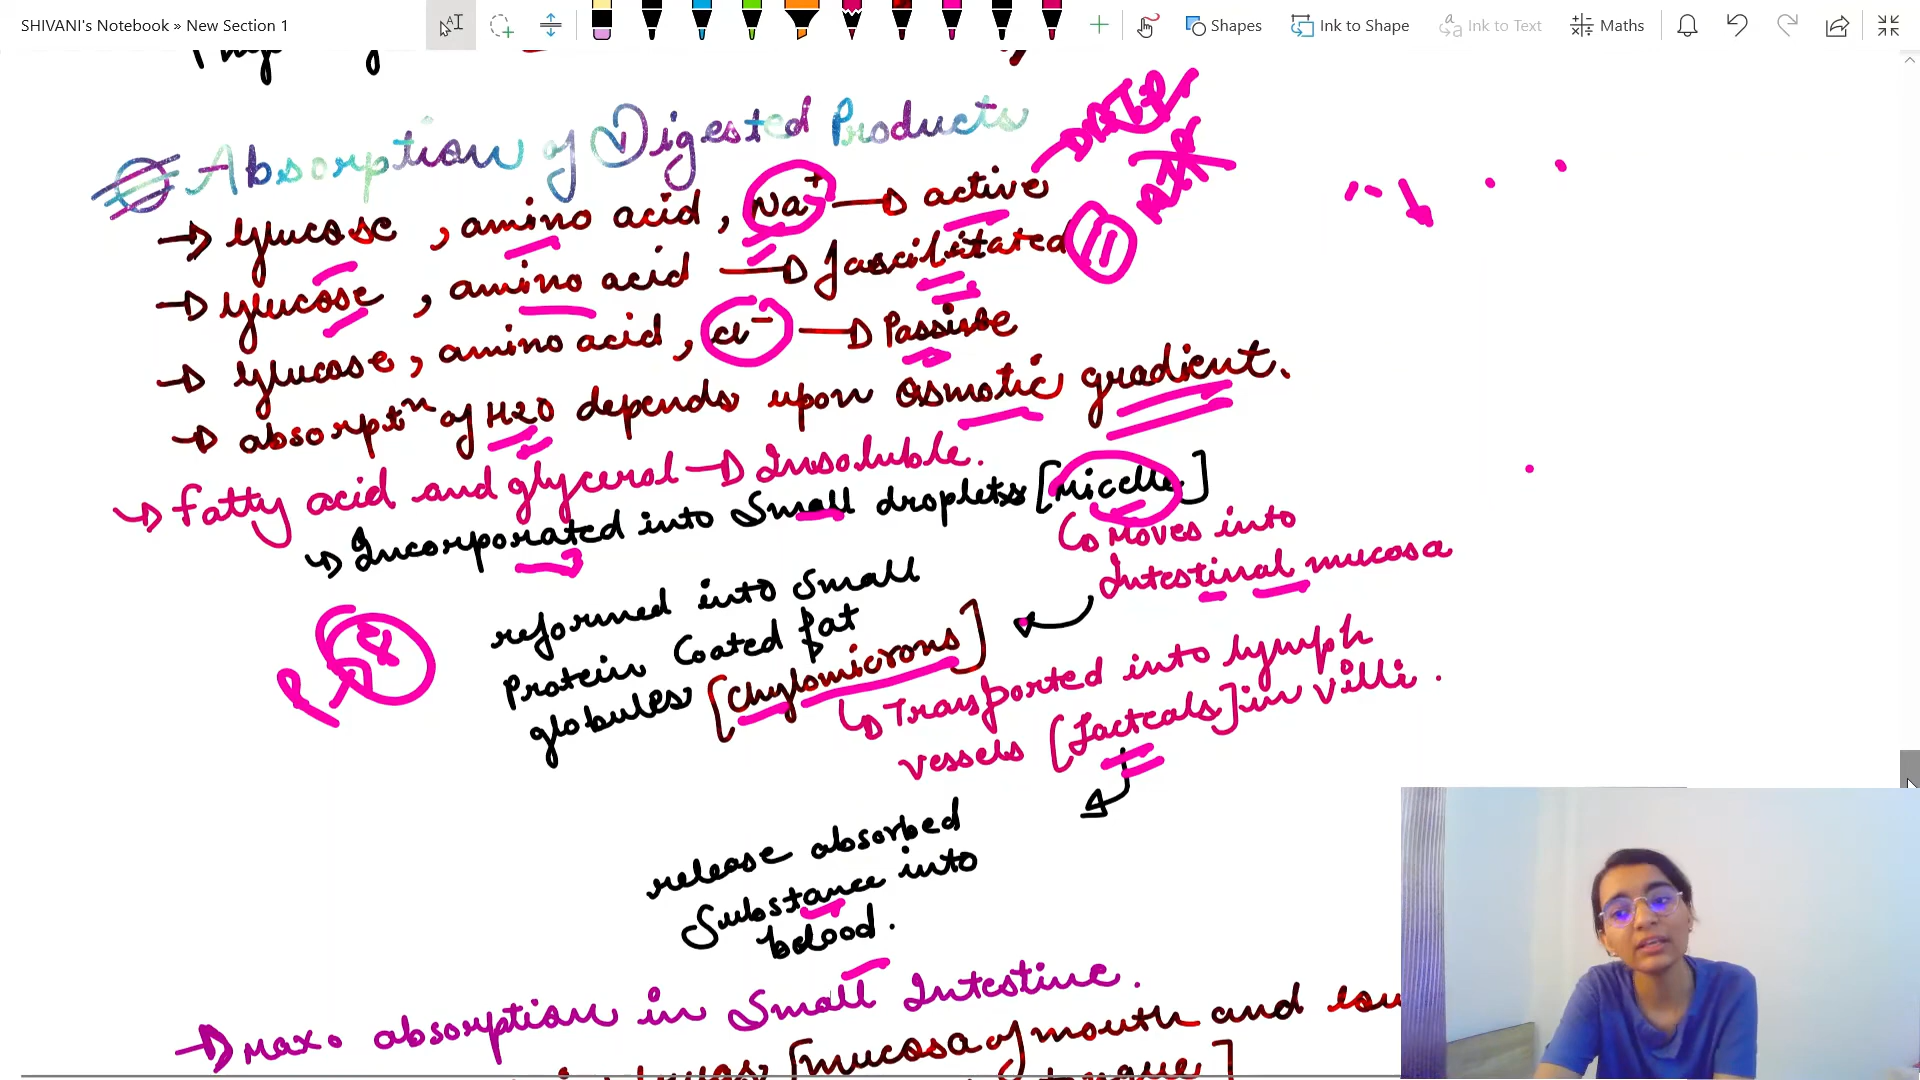 SHIVANI's Notebook » New Section 1
Shapes Ink to Shape Ink to Text Maths
Absorption of Digested Products
→ Glucose, amino acid, Na+ → active → ATP
ATP
→ Glucose, amino acid → fascilitated
→ Glucose, amino acid, Cl− → Passive
→ absorptn of H2O depends upon Osmotic gradient.
→ Fatty acid and glycerol → Insoluble.
↳ Incorporated into Small droplets [Micelle]
↳ Moves into
Intestinal mucosa
reformed into small
Protein Coated fat
globules [Chylomicrons]
↳ Transported into lymph
vessels [Lacteals] in villi.
release absorbed
Substance into
blood.
→ Max. absorption in Small Intestine.
[mucosa of mouth and
tongue]